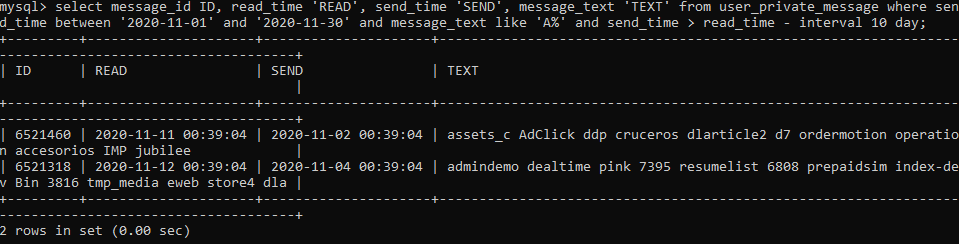 mysql> select message_id ID, read_time 'READ', send_time 'SEND', message_text 'TEXT' from user_private_message where sen
d_time between '2020-11-01' and '2020-11-30' and message_text like 'A%' and send_time > read_time - interval 10 day;
+---------+---------------------+---------------------+-----------------------------------------------------------------
-------------------------------------+
| ID      | READ                | SEND                | TEXT
                                     |
+---------+---------------------+---------------------+-----------------------------------------------------------------
-------------------------------------+
| 6521460 | 2020-11-11 00:39:04 | 2020-11-02 00:39:04 | assets_c AdClick ddp cruceros dlarticle2 d7 ordermotion operatio
n accesorios IMP jubilee             |
| 6521318 | 2020-11-12 00:39:04 | 2020-11-04 00:39:04 | admindemo dealtime pink 7395 resumelist 6808 prepaidsim index-de
v Bin 3816 tmp_media eweb store4 dla |
+---------+---------------------+---------------------+-----------------------------------------------------------------
-------------------------------------+
2 rows in set (0.00 sec)